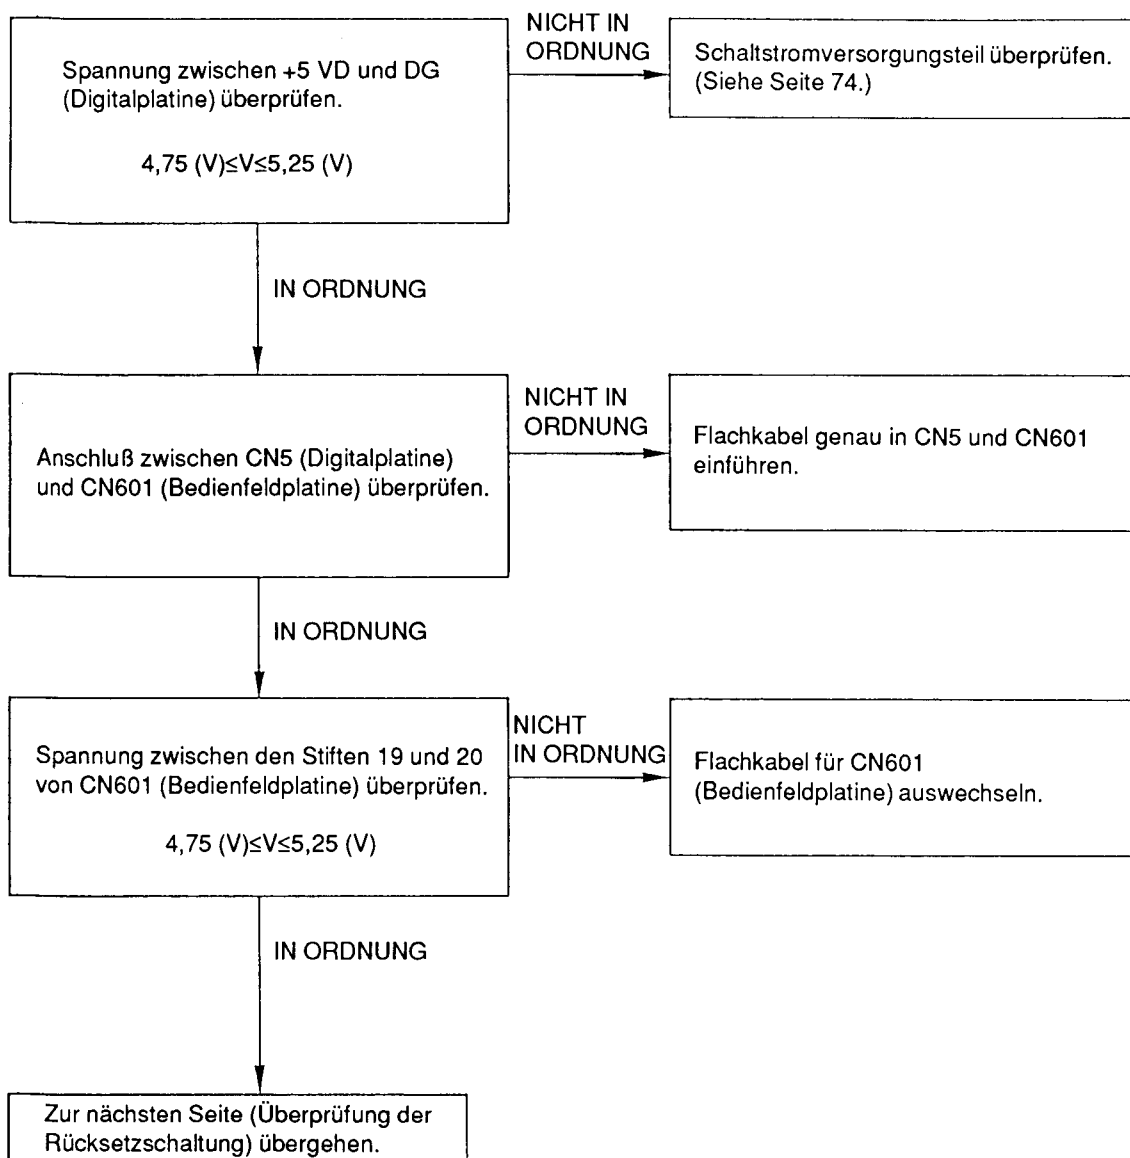 Spannung zwischen +5 VD und DG
(Digitalplatine) überprüfen.
4,75 (V)≤V≤5,25 (V)
NICHT IN
ORDNUNG
Schaltstromversorgungsteil überprüfen.
(Siehe Seite 74.)
IN ORDNUNG
Anschluß zwischen CN5 (Digitalplatine)
und CN601 (Bedienfeldplatine) überprüfen.
NICHT IN
ORDNUNG
Flachkabel genau in CN5 und CN601
einführen.
IN ORDNUNG
Spannung zwischen den Stiften 19 und 20
von CN601 (Bedienfeldplatine) überprüfen.
4,75 (V)≤V≤5,25 (V)
NICHT
IN ORDNUNG
Flachkabel für CN601
(Bedienfeldplatine) auswechseln.
IN ORDNUNG
Zur nächsten Seite (Überprüfung der
Rücksetzschaltung) übergehen.